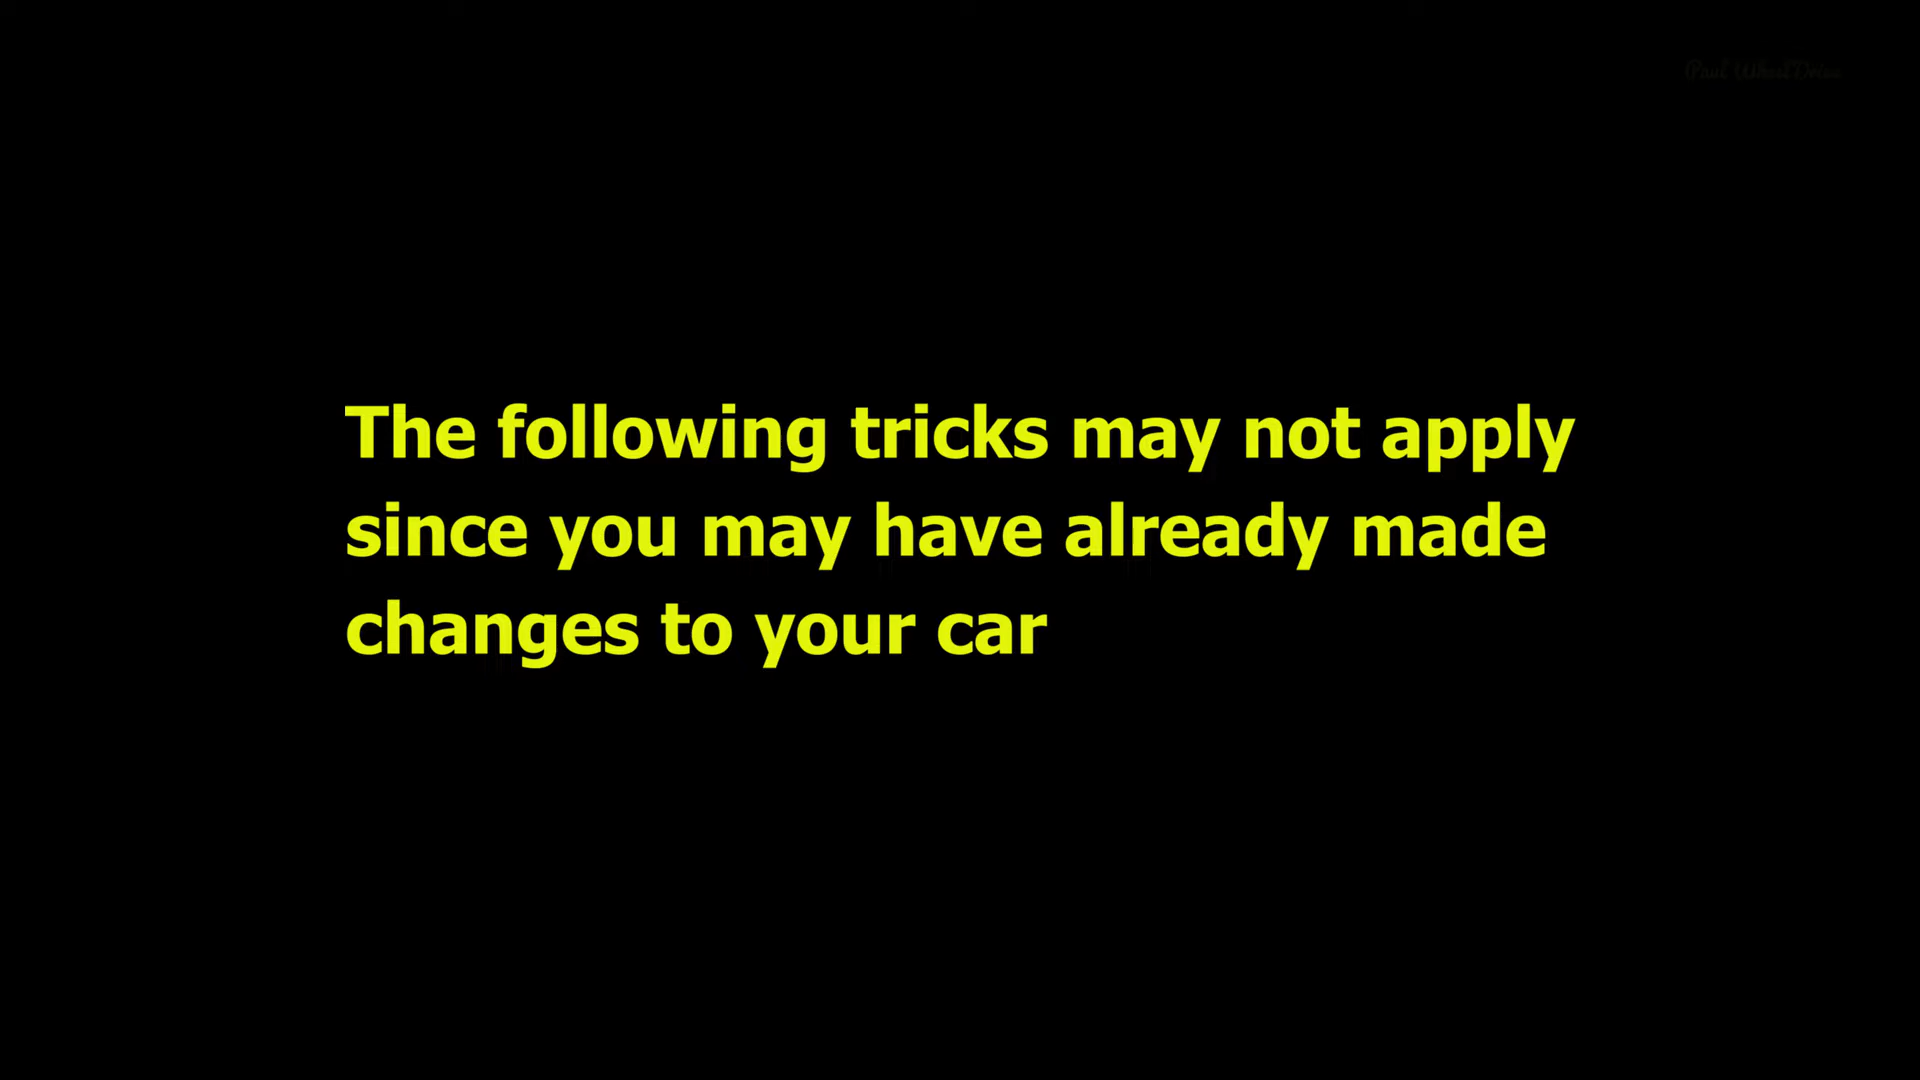 The following tricks may not apply
since you may have already made
changes to your car